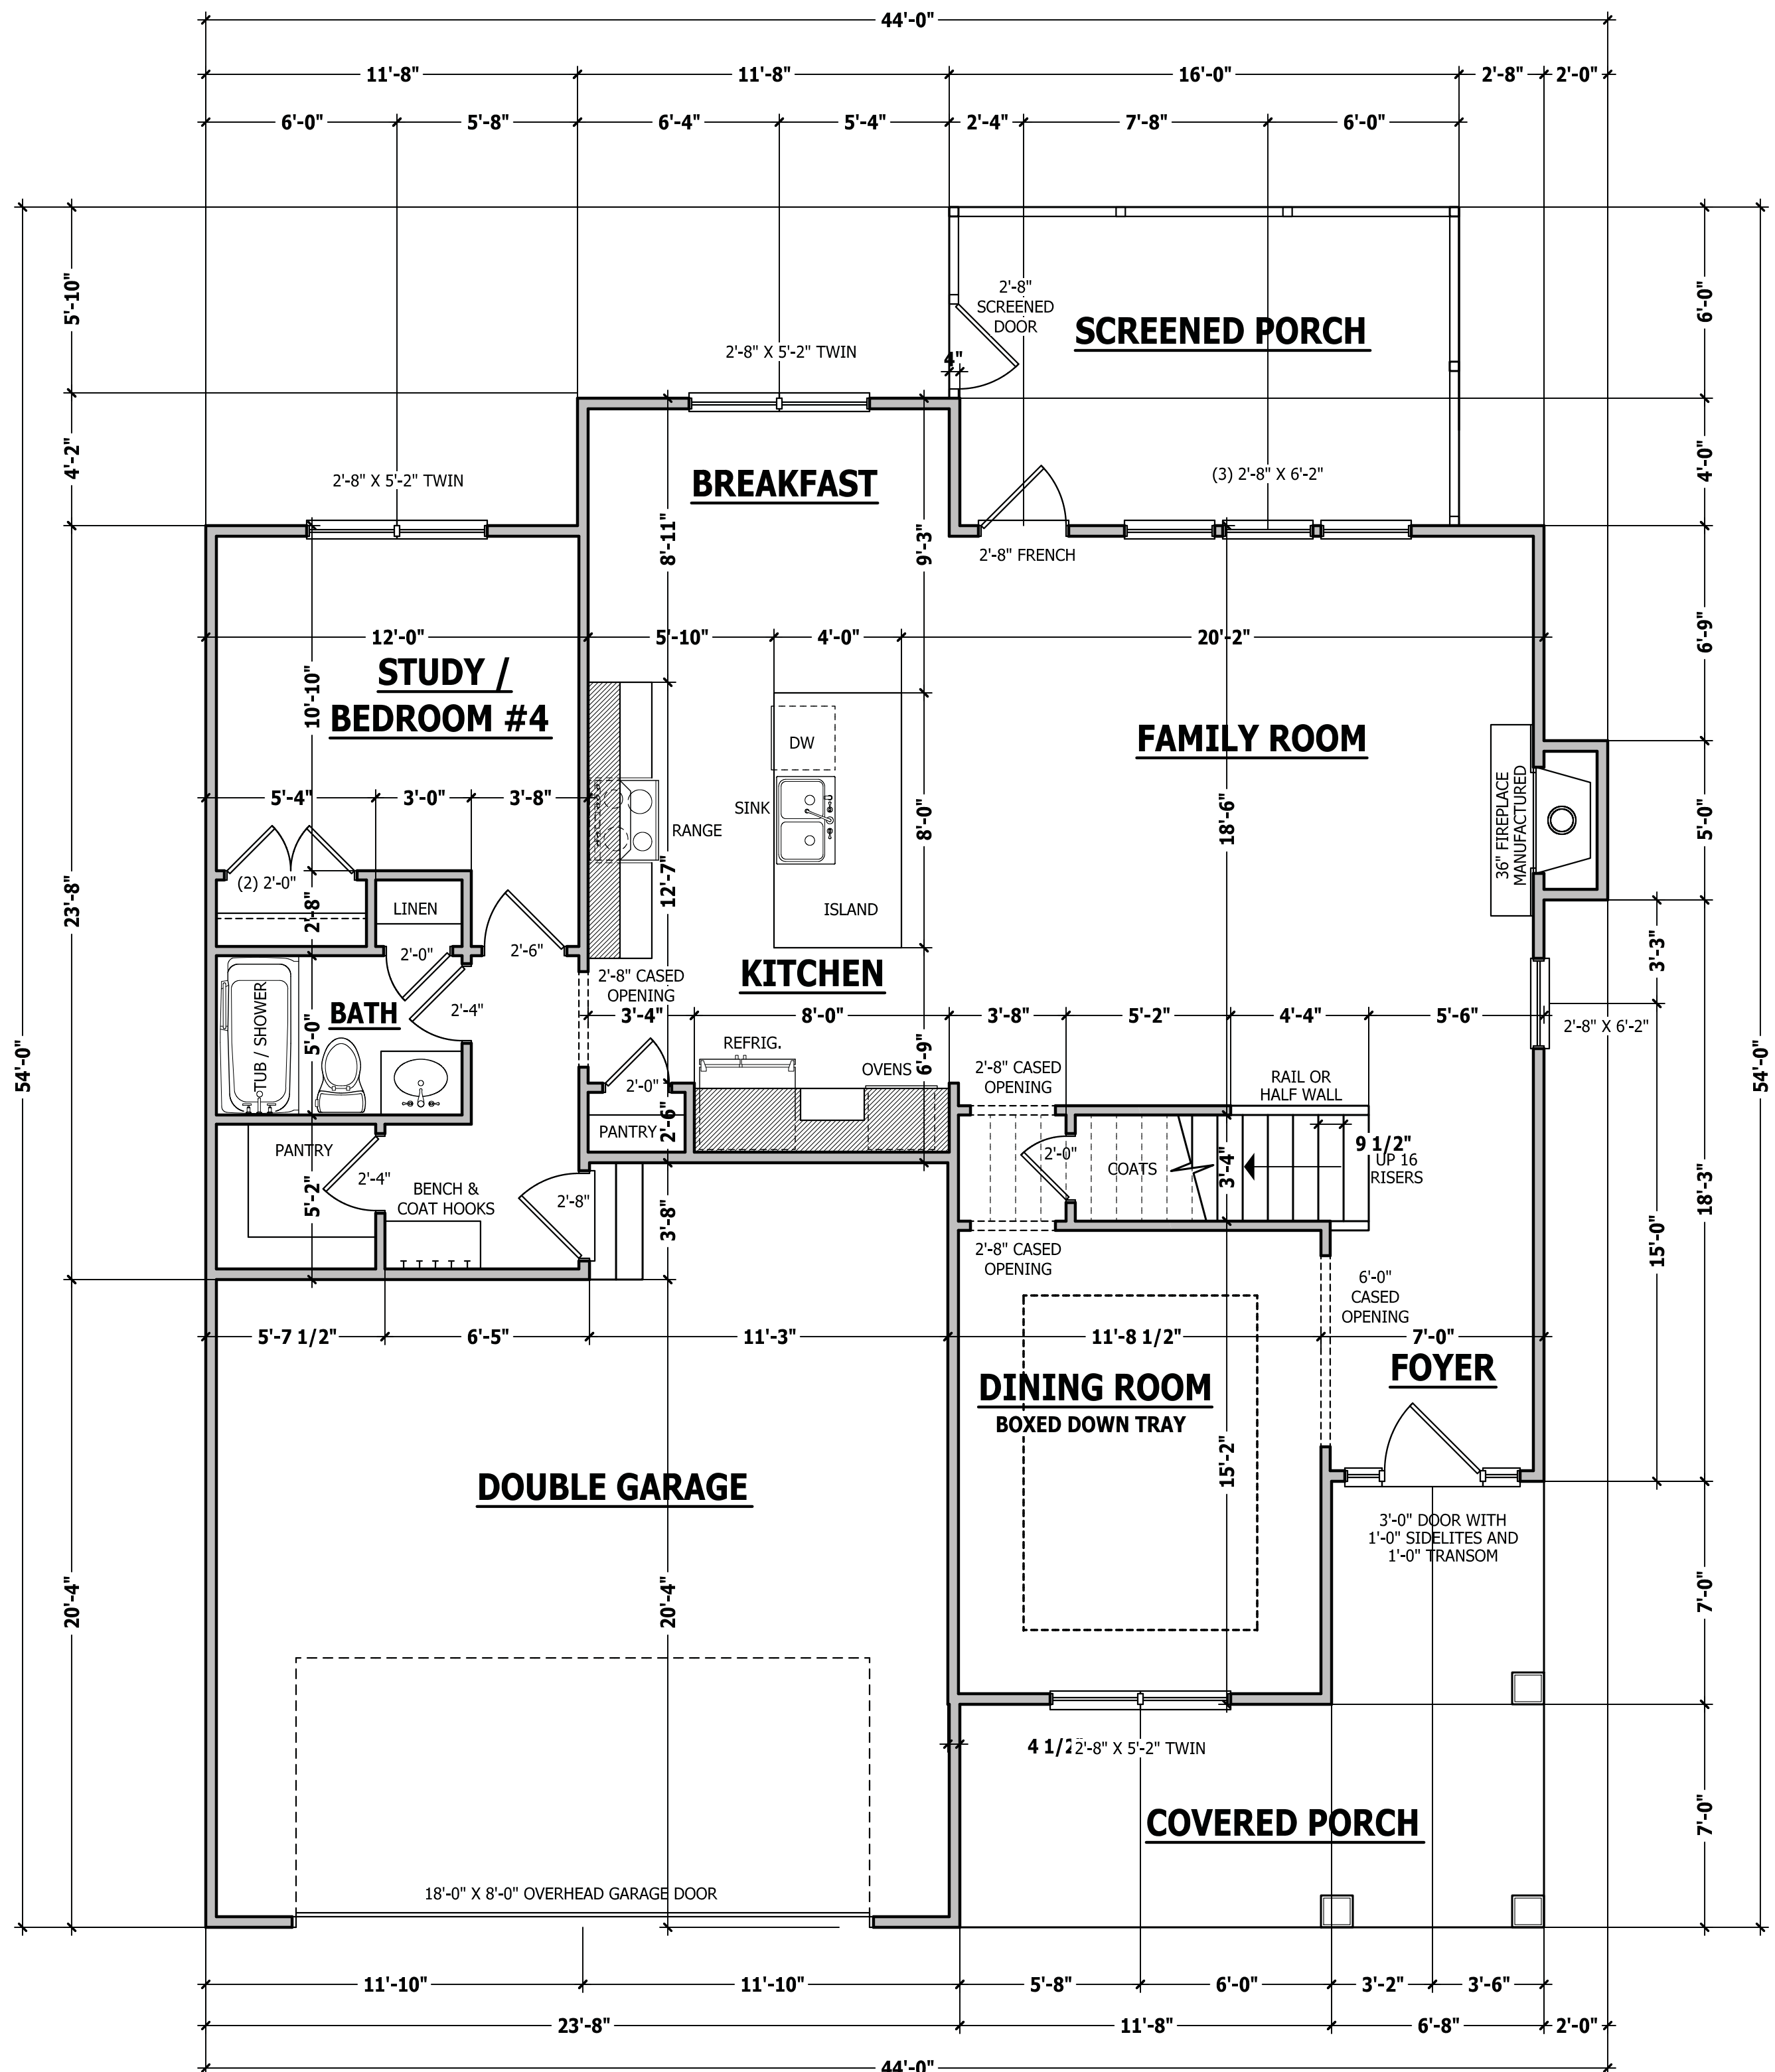 44'-0"
11'-8"
11'-8"
16'-0"
2'-8"
2'-0"
6'-0"
5'-8"
6'-4"
5'-4"
2'-4"
7'-8"
6'-0"
5'-10"
6'-0"
2'-8"
SCREENED
DOOR
SCREENED PORCH
2'-8" X 5'-2" TWIN
4"
4'-2"
4'-0"
2'-8" X 5'-2" TWIN
BREAKFAST
(3) 2'-8" X 6'-2"
8'-11"
9'-3"
2'-8" FRENCH
12'-0"
5'-10"
4'-0"
20'-2"
6'-9"
STUDY /
BEDROOM #4
10'-10"
DW
FAMILY ROOM
5'-4"
3'-0"
3'-8"
SINK
RANGE
8'-0"
18'-6"
36" FIREPLACE
MANUFACTURED
5'-0"
(2) 2'-0"
2'-8"
LINEN
12'-7"
ISLAND
23'-8"
2'-0"
2'-6"
3'-3"
KITCHEN
2'-8" CASED
OPENING
BATH
2'-4"
TUB / SHOWER
5'-0"
3'-4"
8'-0"
3'-8"
5'-2"
4'-4"
5'-6"
2'-8" X 6'-2"
54'-0"
54'-0"
REFRIG.
OVENS
6'-9"
2'-0"
2'-8" CASED
OPENING
RAIL OR
HALF WALL
PANTRY
2'-6"
PANTRY
2'-4"
5'-2"
BENCH &
COAT HOOKS
2'-8"
3'-8"
2'-0"
COATS
3'-4"
9 1/2"
UP 16
RISERS
18'-3"
15'-0"
2'-8" CASED
OPENING
6'-0"
CASED
OPENING
5'-7 1/2"
6'-5"
11'-3"
11'-8 1/2"
7'-0"
FOYER
DINING ROOM
BOXED DOWN TRAY
15'-2"
DOUBLE GARAGE
3'-0" DOOR WITH
1'-0" SIDELITES AND
1'-0" TRANSOM
20'-4"
20'-4"
7'-0"
4 1/2"
2'-8" X 5'-2" TWIN
COVERED PORCH
7'-0"
18'-0" X 8'-0" OVERHEAD GARAGE DOOR
11'-10"
11'-10"
5'-8"
6'-0"
3'-2"
3'-6"
23'-8"
11'-8"
6'-8"
2'-0"
44'-0"